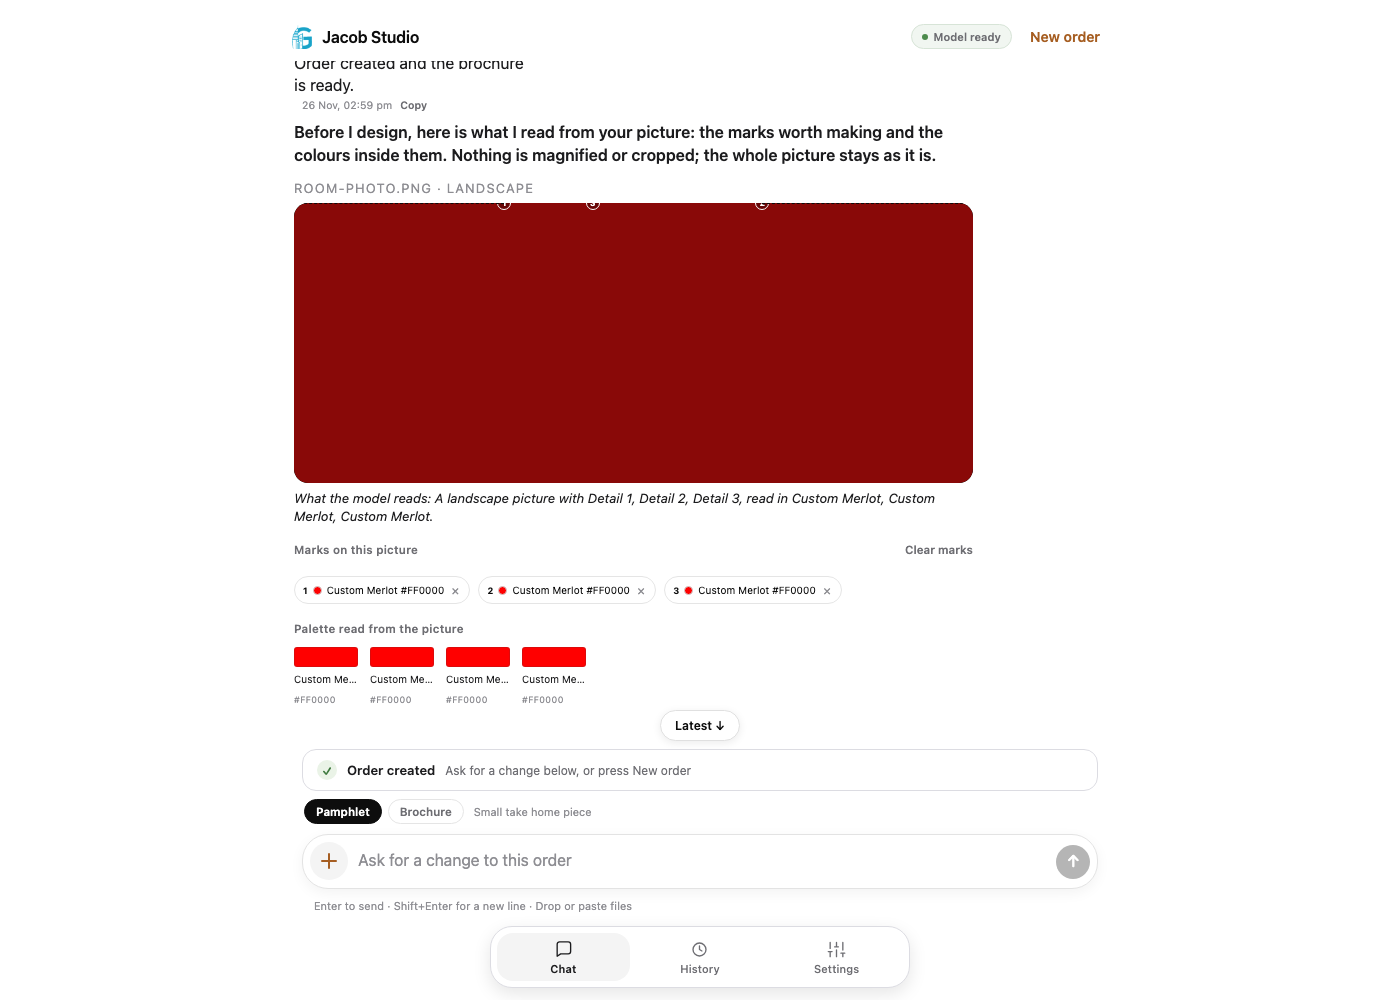 Jacob Studio
Model ready
New order
Order created and the brochure
is ready.
26 Nov, 02:59 pm Copy
Before I design, here is what I read from your picture: the marks worth making and the
colours inside them. Nothing is magnified or cropped; the whole picture stays as it is.
ROOM-PHOTO.PNG · LANDSCAPE
What the model reads: A landscape picture with Detail 1, Detail 2, Detail 3, read in Custom Merlot, Custom
Merlot, Custom Merlot.
Marks on this picture
Clear marks
1 Custom Merlot #FF0000 ×
2 Custom Merlot #FF0000 ×
3 Custom Merlot #FF0000 ×
Palette read from the picture
Custom Me... Custom Me... Custom Me... Custom Me...
#FF0000 #FF0000 #FF0000 #FF0000
Latest ↓
Order created Ask for a change below, or press New order
Pamphlet Brochure Small take home piece
Ask for a change to this order
Enter to send · Shift+Enter for a new line · Drop or paste files
Chat History Settings